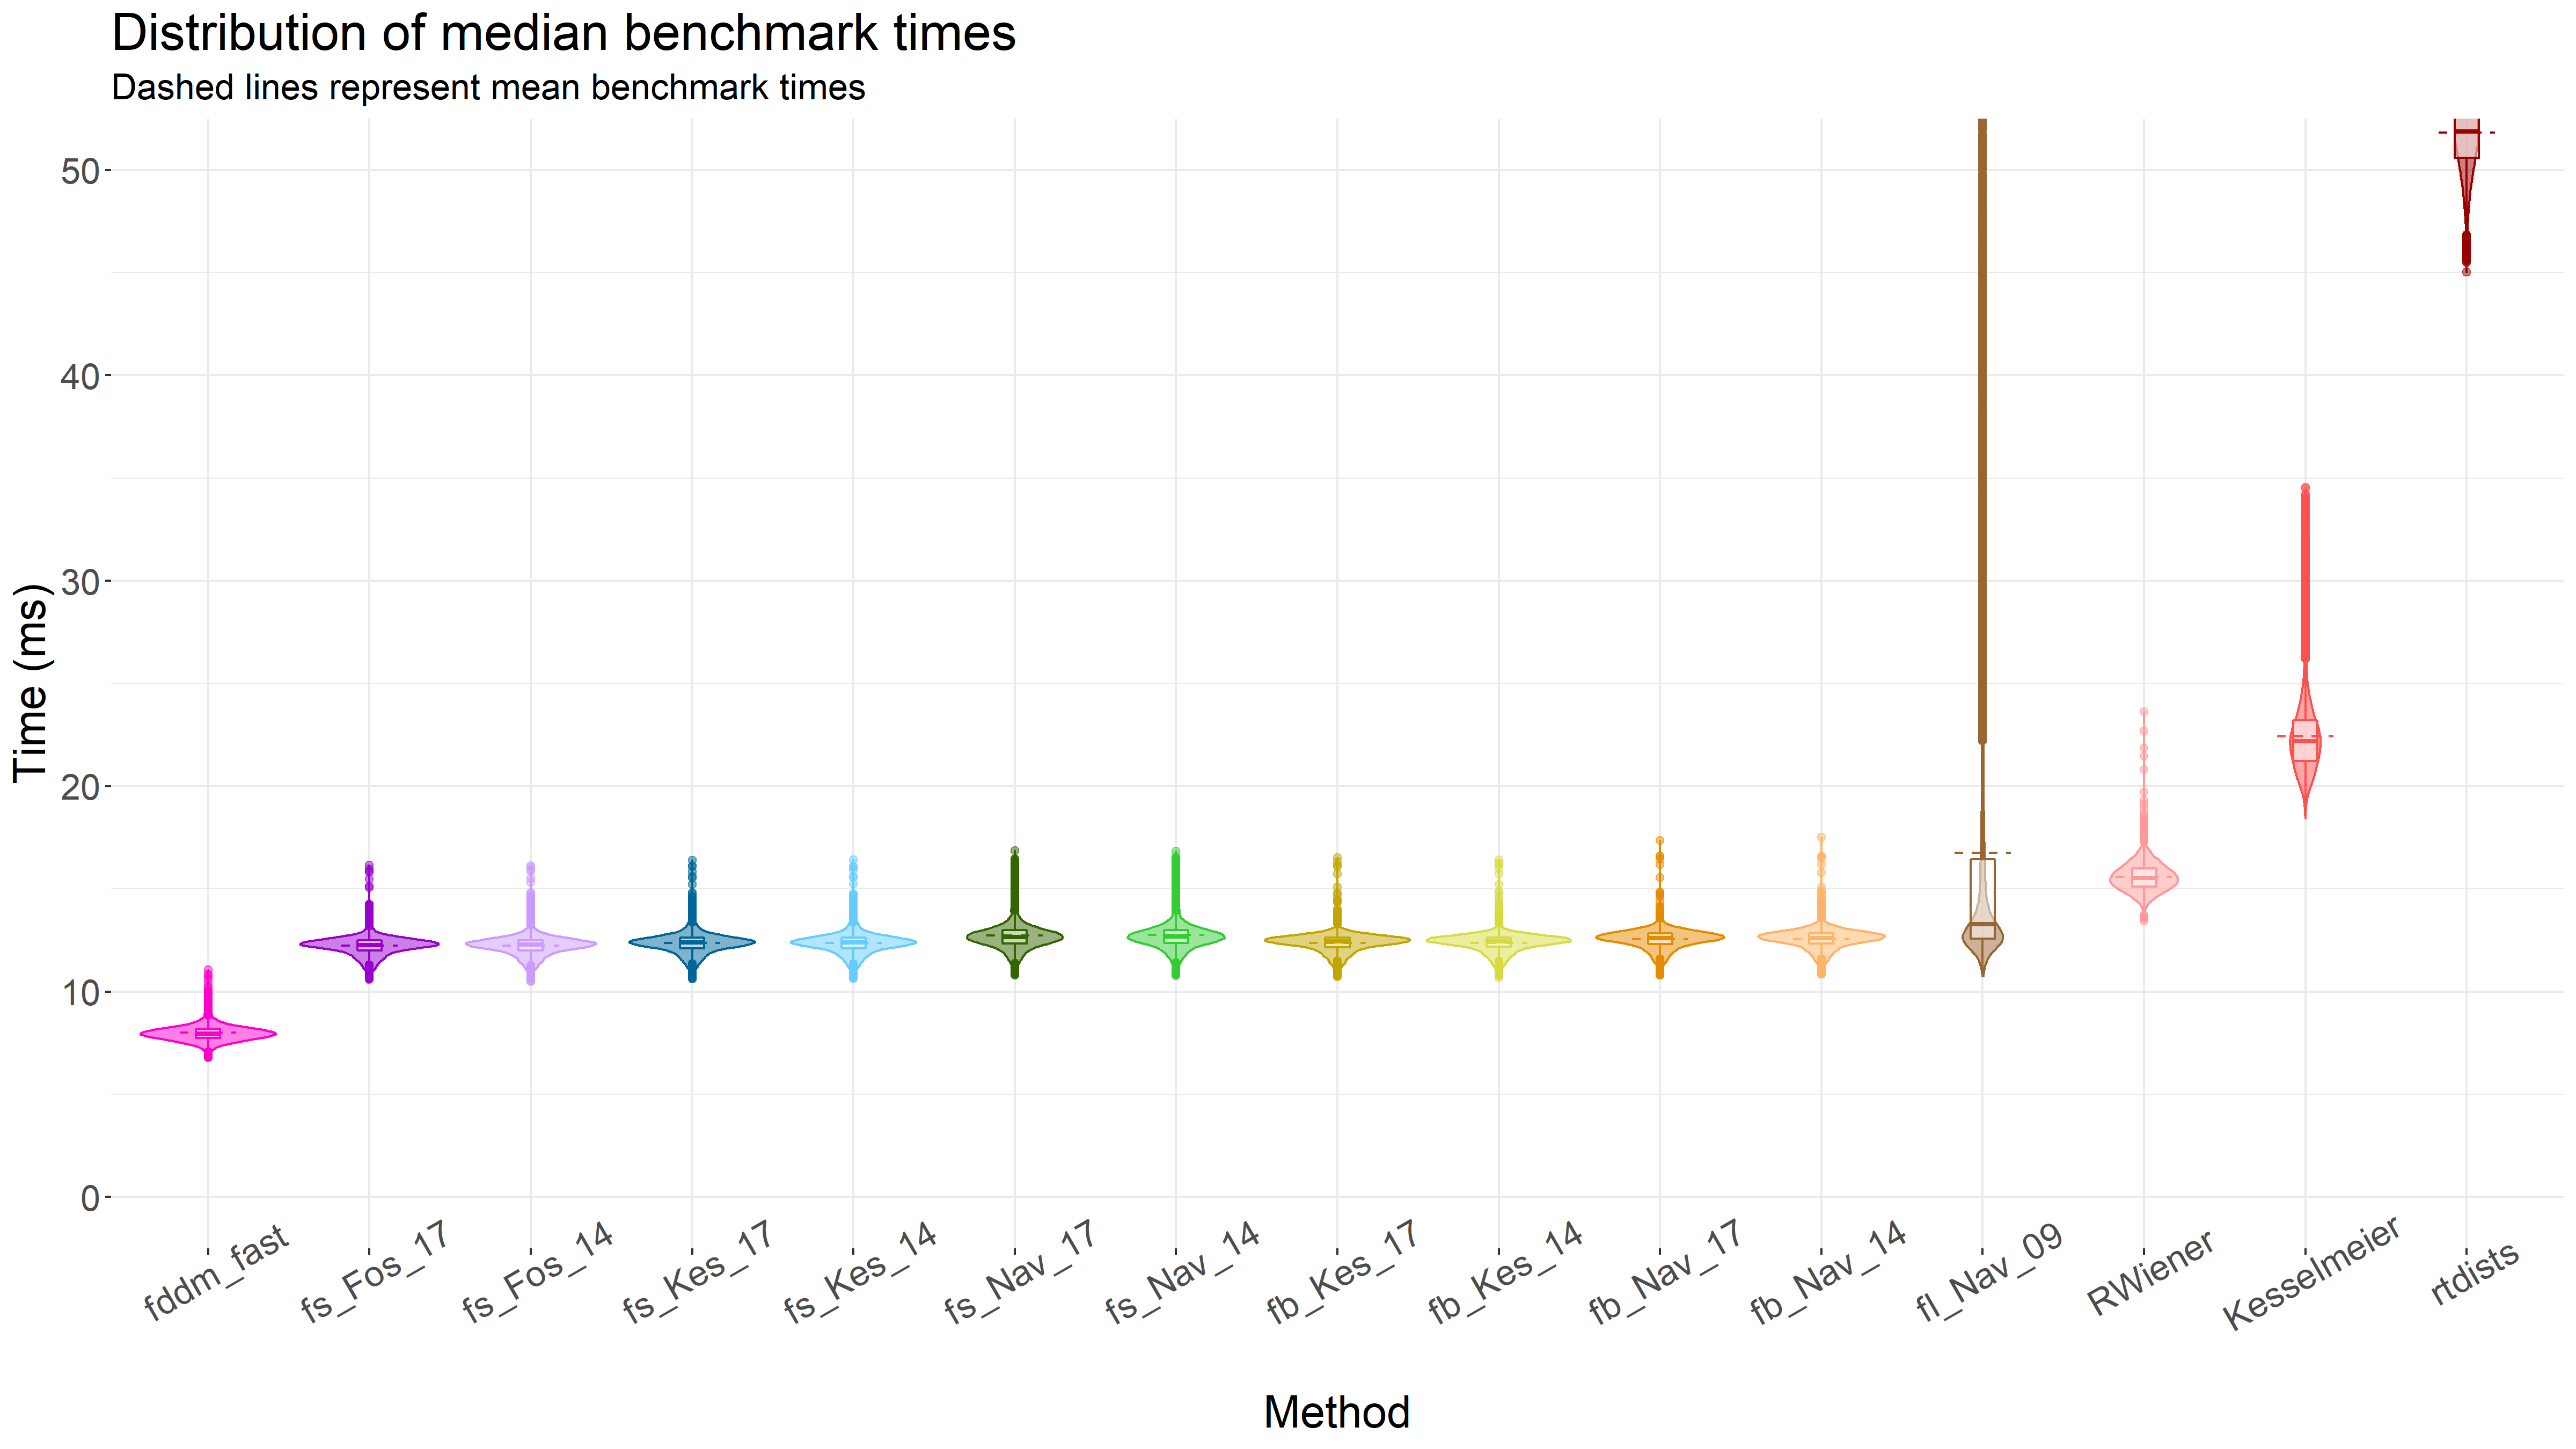 Distribution of median benchmark times
Dashed lines represent mean benchmark times
Time (ms)
50
40
30
20
10
0
fddm_fast
fs_Fos_17
fs_Fos_14
fs_Kes_17
fs_Kes_14
fs_Nav_17
fs_Nav_14
fb_Kes_17
fb_Kes_14
fb_Nav_17
fb_Nav_14
fl_Nav_09
RWiener
Kesselmeier
rtdists
Method